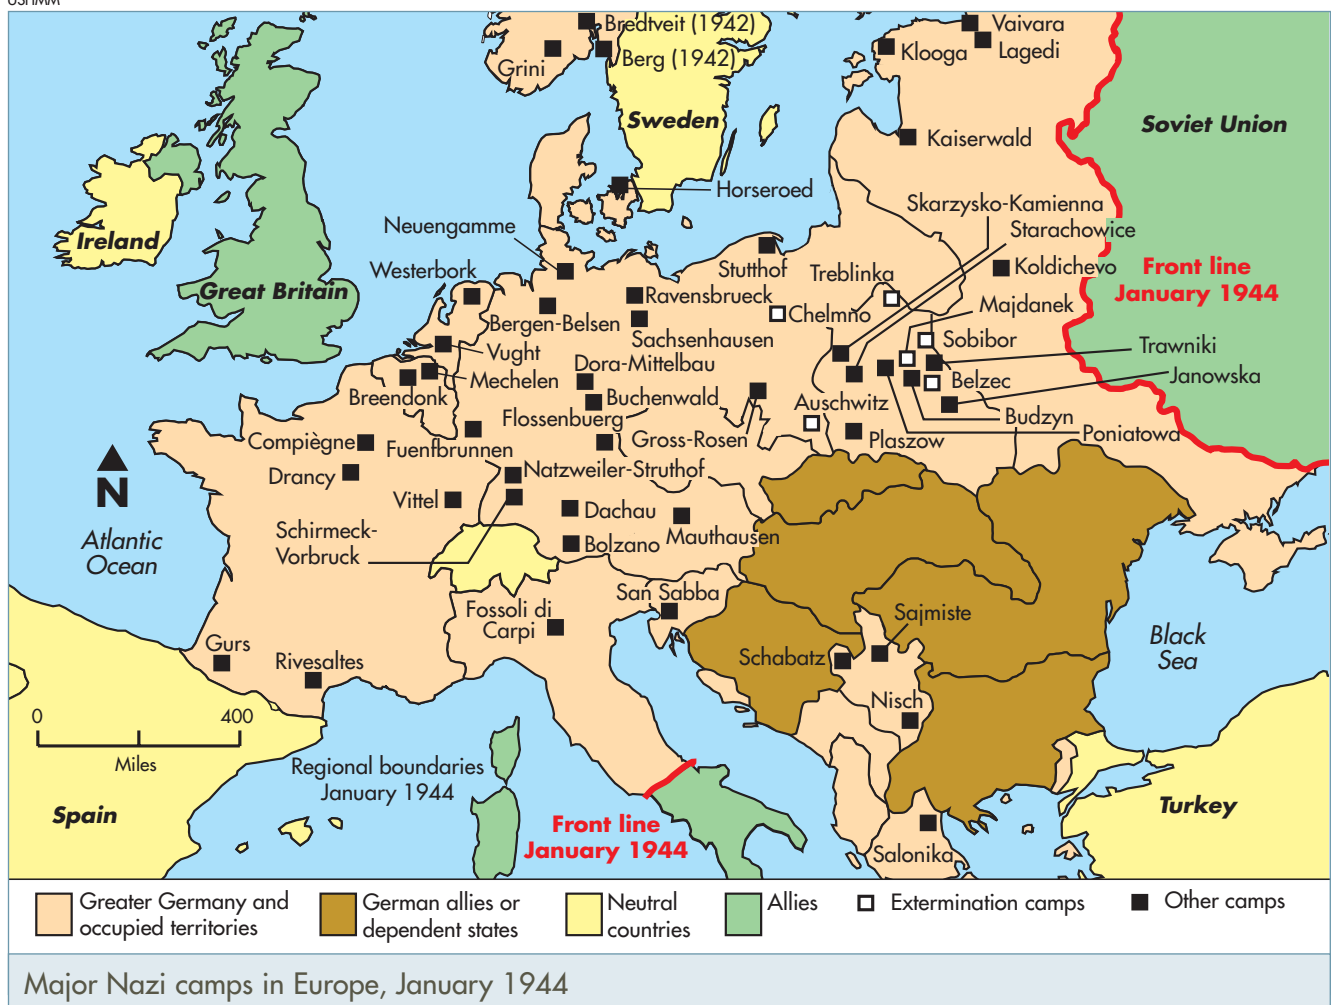 USHMM
Bredtveit (1942)
Vaivara
Grini
Berg (1942)
Klooga
Lagedi
Sweden
Soviet Union
Kaiserwald
Horseroed
Skarzysko-Kamienna
Neuengamme
Starachowice
Ireland
Westerbork
Stutthof
Treblinka
Koldichevo
Front line
January 1944
Great Britain
Ravensbrueck
Chelmno
Majdanek
Bergen-Belsen
Sachsenhausen
Sobibor
Trawniki
Vught
Dora-Mittelbau
Janowska
Mechelen
Belzec
Breendonk
Buchenwald
Auschwitz
Flossenbuerg
Budzyn
Compiègne
Fuenfbrunnen
Gross-Rosen
Plaszow
Poniatowa
Drancy
Natzweiler-Struthof
N
Vittel
Dachau
Schirmeck-
Vorbruck
Mauthausen
Atlantic
Ocean
Bolzano
San Sabba
Fossoli di
Carpi
Sajmiste
Gurs
Black
Sea
Rivesaltes
Schabatz
Nisch
0
400
Miles
Regional boundaries
January 1944
Spain
Turkey
Front line
January 1944
Salonika
Greater Germany and
occupied territories
German allies or
dependent states
Neutral
countries
Allies
Extermination camps
Other camps
Major Nazi camps in Europe, January 1944